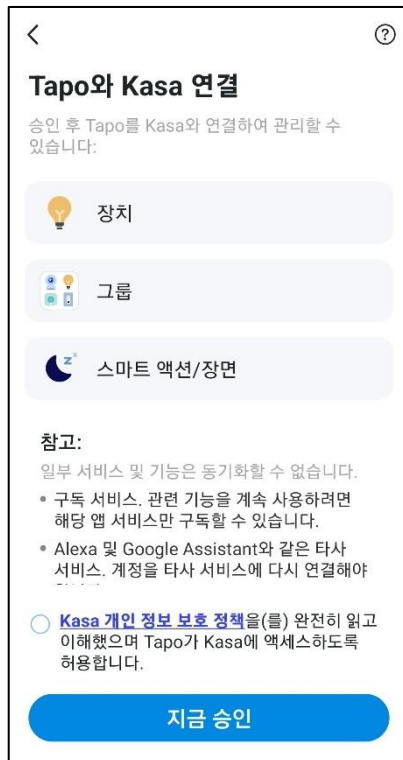 Tapo와 Kasa 연결
승인 후 Tapo를 Kasa와 연결하여 관리할 수
있습니다:
장치
그룹
스마트 액션/장면
참고:
일부 서비스 및 기능은 동기화할 수 없습니다.
• 구독 서비스. 관련 기능을 계속 사용하려면
해당 앱 서비스만 구독할 수 있습니다.
• Alexa 및 Google Assistant와 같은 타사
서비스. 계정을 타사 서비스에 다시 연결해야
Kasa 개인 정보 보호 정책을(를) 완전히 읽고
이해했으며 Tapo가 Kasa에 액세스하도록
허용합니다.
지금 승인